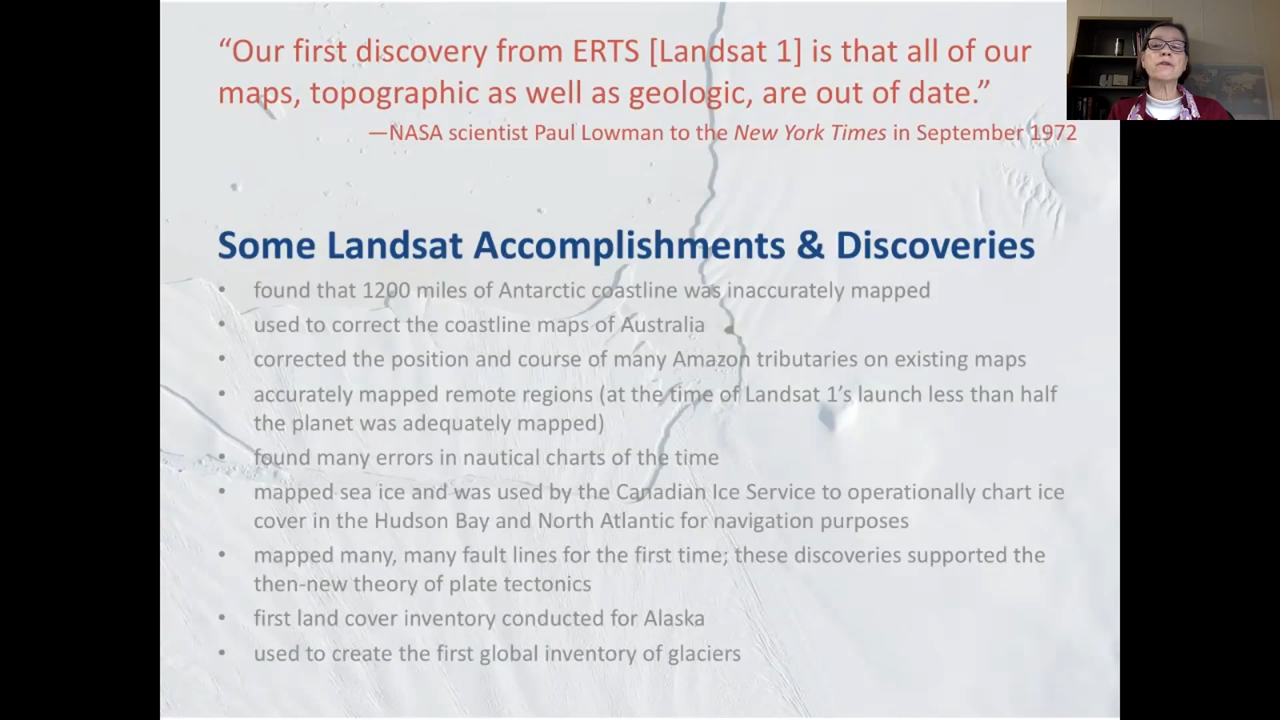 “Our first discovery from ERTS [Landsat 1] is that all of our
maps, topographic as well as geologic, are out of date.”
—NASA scientist Paul Lowman to the New York Times in September 1972
Some Landsat Accomplishments & Discoveries
• found that 1200 miles of Antarctic coastline was inaccurately mapped
• used to correct the coastline maps of Australia
• corrected the position and course of many Amazon tributaries on existing maps
• accurately mapped remote regions (at the time of Landsat 1’s launch less than half
the planet was adequately mapped)
• found many errors in nautical charts of the time
• mapped sea ice and was used by the Canadian Ice Service to operationally chart ice
cover in the Hudson Bay and North Atlantic for navigation purposes
• mapped many, many fault lines for the first time; these discoveries supported the
then-new theory of plate tectonics
• first land cover inventory conducted for Alaska
• used to create the first global inventory of glaciers